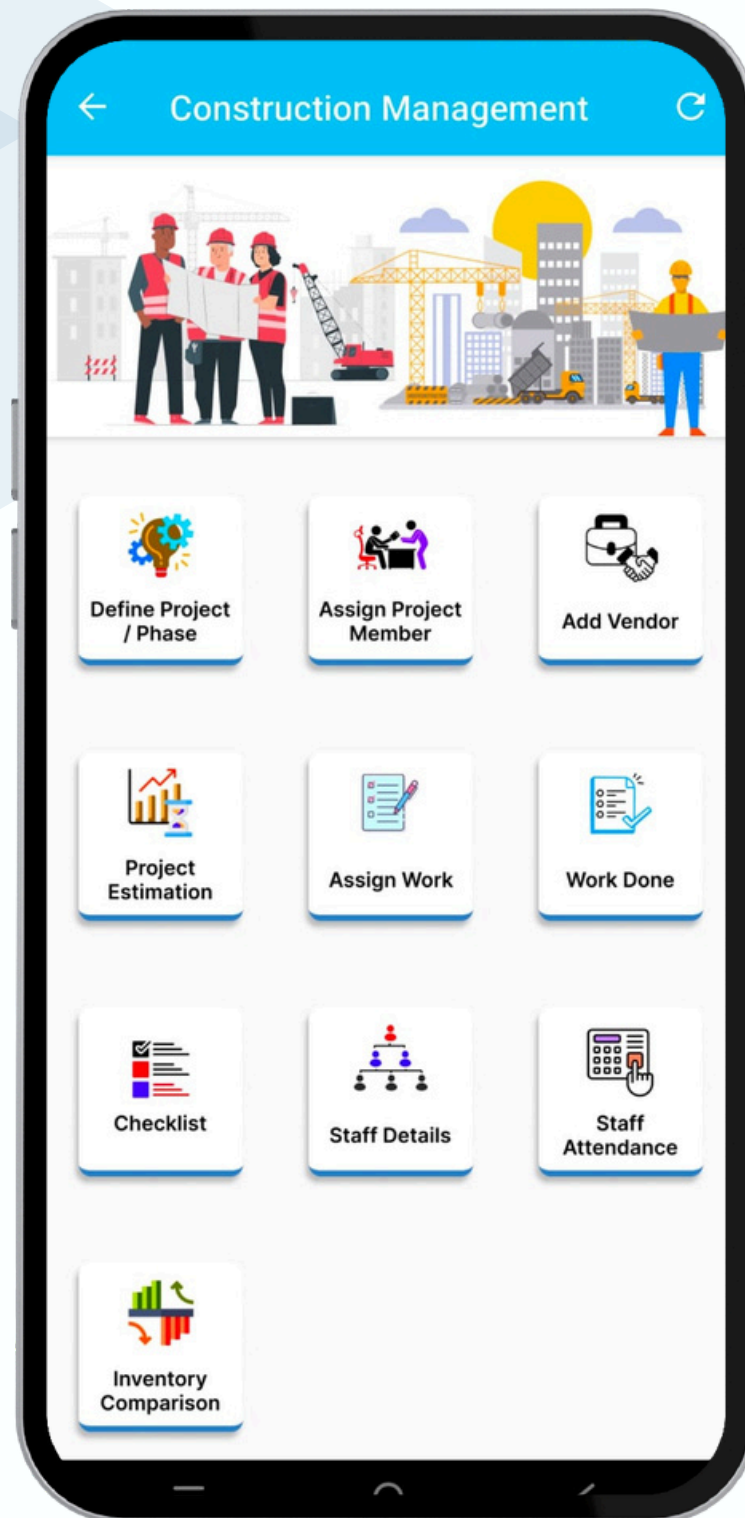 Construction Management
Define Project
/ Phase
Assign Project
Member
Add Vendor
Project
Estimation
Assign Work
Work Done
Checklist
Staff Details
Staff
Attendance
Inventory
Comparison